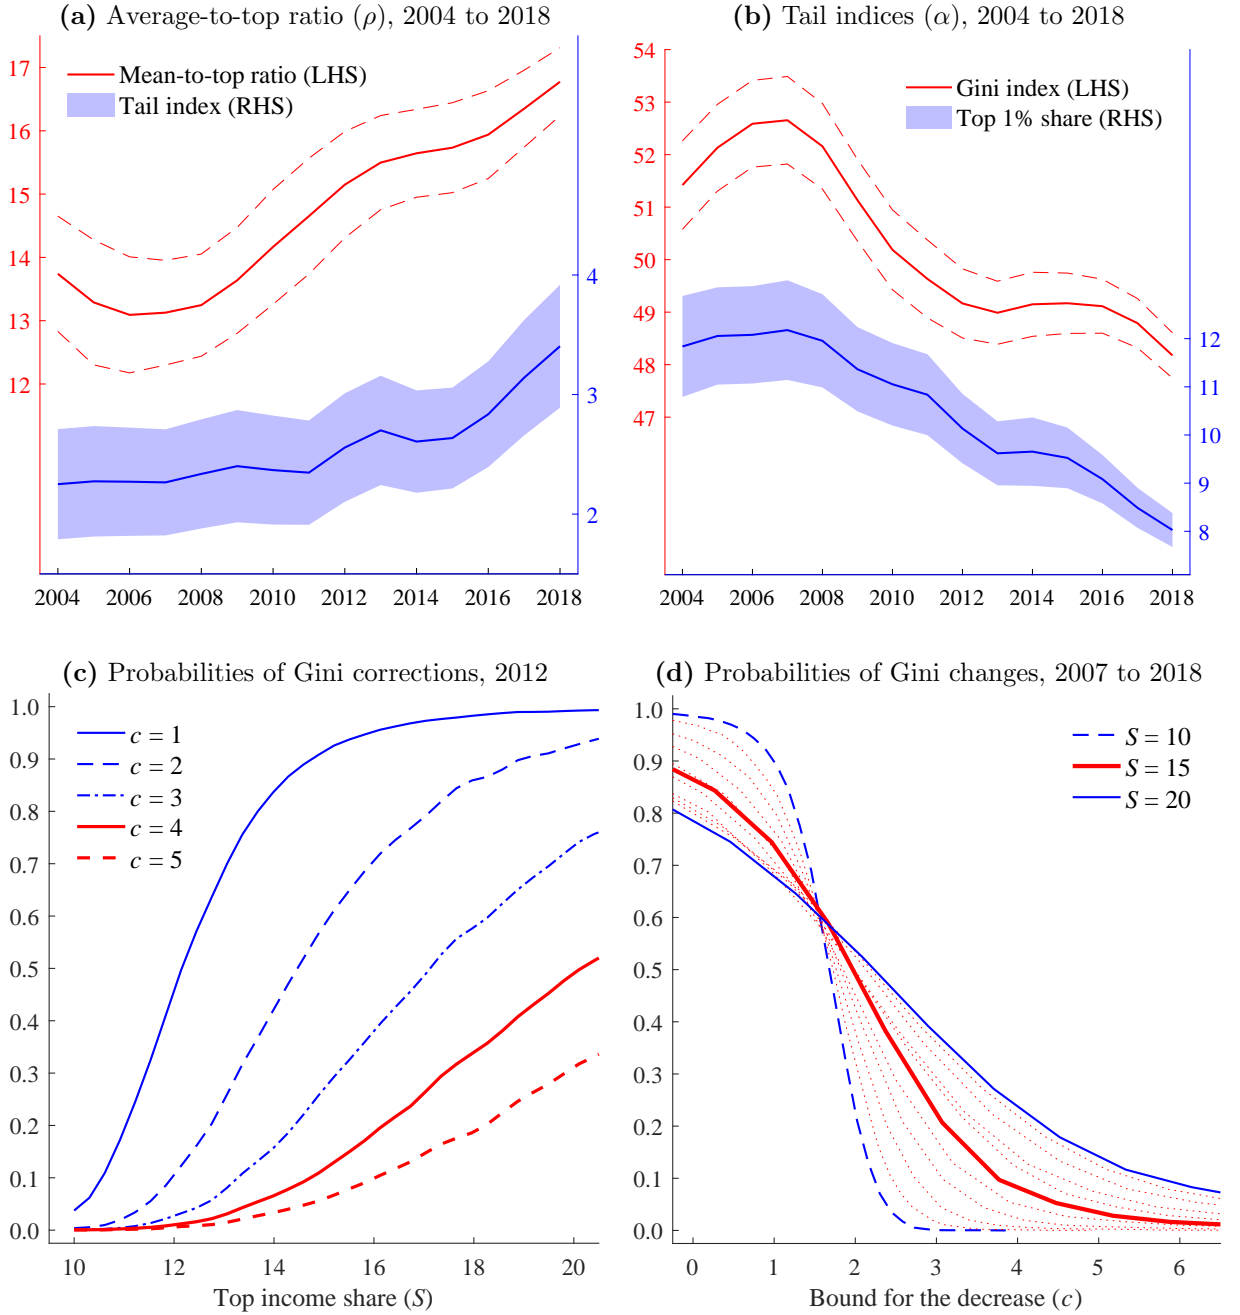 (a) Average-to-top ratio (ρ), 2004 to 2018
17
16
15
14
13
12
Mean-to-top ratio (LHS)
Tail index (RHS)
4
3
2
2004 2006 2008 2010 2012 2014 2016 2018
(b) Tail indices (α), 2004 to 2018
54
53
52
51
50
49
48
47
Gini index (LHS)
Top 1% share (RHS)
12
11
10
9
8
2004 2006 2008 2010 2012 2014 2016 2018
(c) Probabilities of Gini corrections, 2012
1.0
0.9
0.8
0.7
0.6
0.5
0.4
0.3
0.2
0.1
0.0
c = 1
c = 2
c = 3
c = 4
c = 5
10 12 14 16 18 20
Top income share (S)
(d) Probabilities of Gini changes, 2007 to 2018
1.0
0.9
0.8
0.7
0.6
0.5
0.4
0.3
0.2
0.1
0.0
S = 10
S = 15
S = 20
0 1 2 3 4 5 6
Bound for the decrease (c)